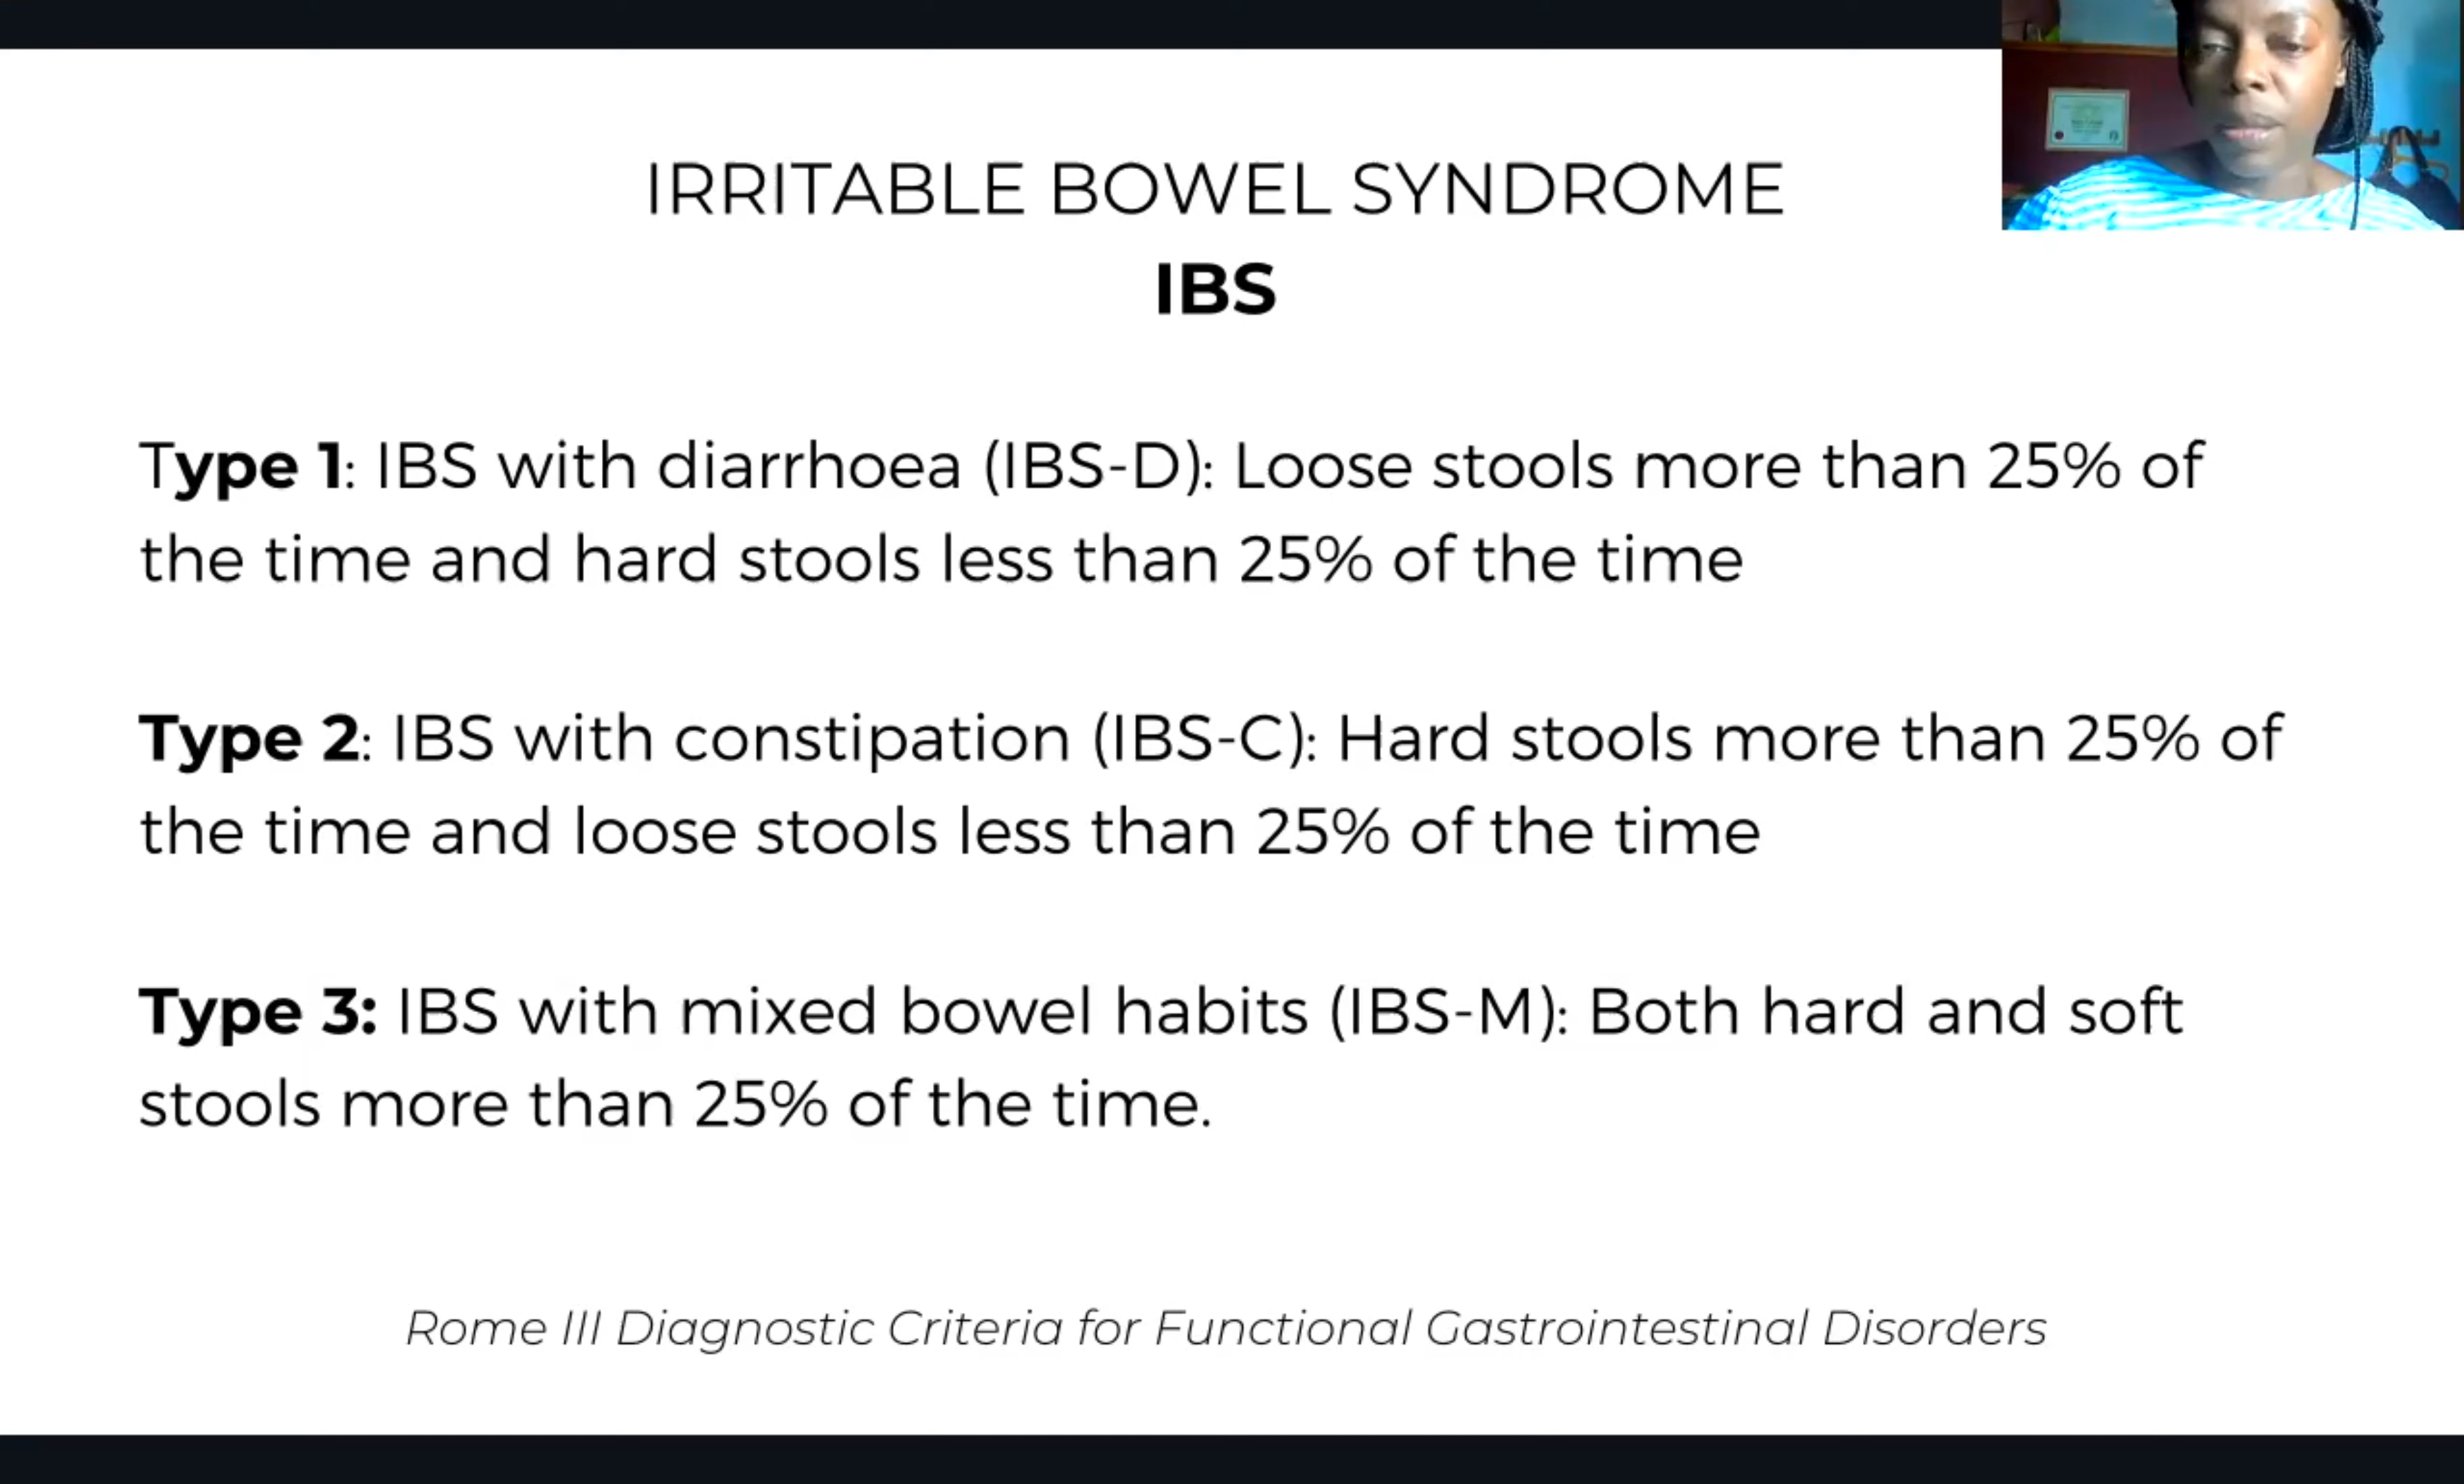 IRRITABLE BOWEL SYNDROME
IBS
Type 1: IBS with diarrhoea (IBS-D): Loose stools more than 25% of
the time and hard stools less than 25% of the time
Type 2: IBS with constipation (IBS-C): Hard stools more than 25% of
the time and loose stools less than 25% of the time
Type 3: IBS with mixed bowel habits (IBS-M): Both hard and soft
stools more than 25% of the time.
Rome III Diagnostic Criteria for Functional Gastrointestinal Disorders